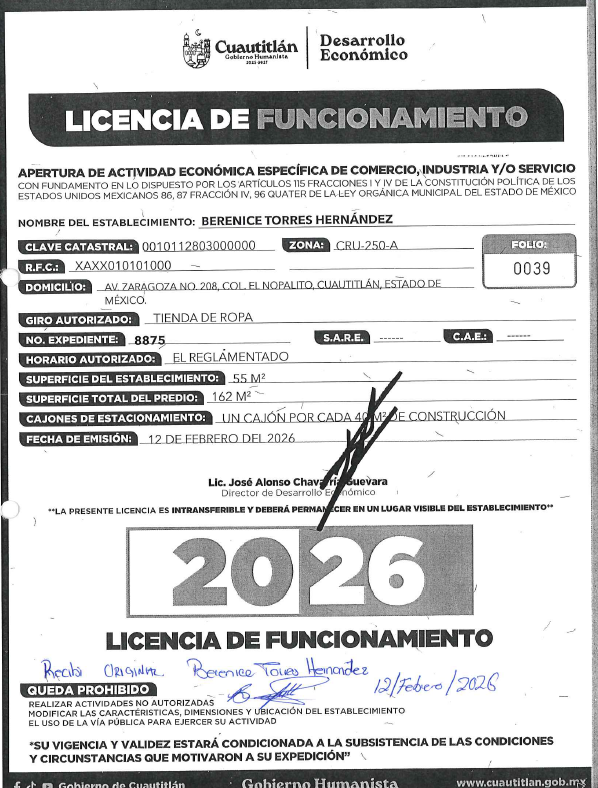 Cuautitlán
Gobierno Humanista
2025-2027
Desarrollo
Económico
LICENCIA DE FUNCIONAMIENTO
APERTURA DE ACTIVIDAD ECONÓMICA ESPECÍFICA DE COMERCIO, INDUSTRIA Y/O SERVICIO
CON FUNDAMENTO EN LO DISPUESTO POR LOS ARTÍCULOS 115 FRACCIONES I Y IV DE LA CONSTITUCIÓN POLÍTICA DE LOS
ESTADOS UNIDOS MEXICANOS 86, 87 FRACCIÓN IV, 96 QUATER DE LA LEY ORGÁNICA MUNICIPAL DEL ESTADO DE MÉXICO
NOMBRE DEL ESTABLECIMIENTO: BERENICE TORRES HERNÁNDEZ
CLAVE CATASTRAL: 0010112803000000 ZONA: CRU-250-A
FOLIO:
0039
R.F.C.: XAXX010101000
DOMICILIO: AV. ZARAGOZA NO. 208, COL. EL NOPALITO, CUAUTITLÁN, ESTADO DE
MÉXICO.
GIRO AUTORIZADO: TIENDA DE ROPA
NO. EXPEDIENTE: 8875 S.A.R.E. ------ C.A.E.: ------
HORARIO AUTORIZADO: EL REGLAMENTADO
SUPERFICIE DEL ESTABLECIMIENTO: 55 M²
SUPERFICIE TOTAL DEL PREDIO: 162 M²
CAJONES DE ESTACIONAMIENTO: UN CAJÓN POR CADA 40 M² DE CONSTRUCCIÓN
FECHA DE EMISIÓN: 12 DE FEBRERO DEL 2026
Lic. José Alonso Chavarría Guevara
Director de Desarrollo Económico
**LA PRESENTE LICENCIA ES INTRANSFERIBLE Y DEBERÁ PERMANECER EN UN LUGAR VISIBLE DEL ESTABLECIMIENTO**
2026
LICENCIA DE FUNCIONAMIENTO
Recibi ORIGINAL Berenice Torres Hernandez
12/Febrero/2026
QUEDA PROHIBIDO
REALIZAR ACTIVIDADES NO AUTORIZADAS
MODIFICAR LAS CARACTERÍSTICAS, DIMENSIONES Y UBICACIÓN DEL ESTABLECIMIENTO
EL USO DE LA VÍA PÚBLICA PARA EJERCER SU ACTIVIDAD
*SU VIGENCIA Y VALIDEZ ESTARÁ CONDICIONADA A LA SUBSISTENCIA DE LAS CONDICIONES
Y CIRCUNSTANCIAS QUE MOTIVARON A SU EXPEDICIÓN"
Gobierno de Cuautitlán Gobierno Humanista www.cuautitlan.gob.mx